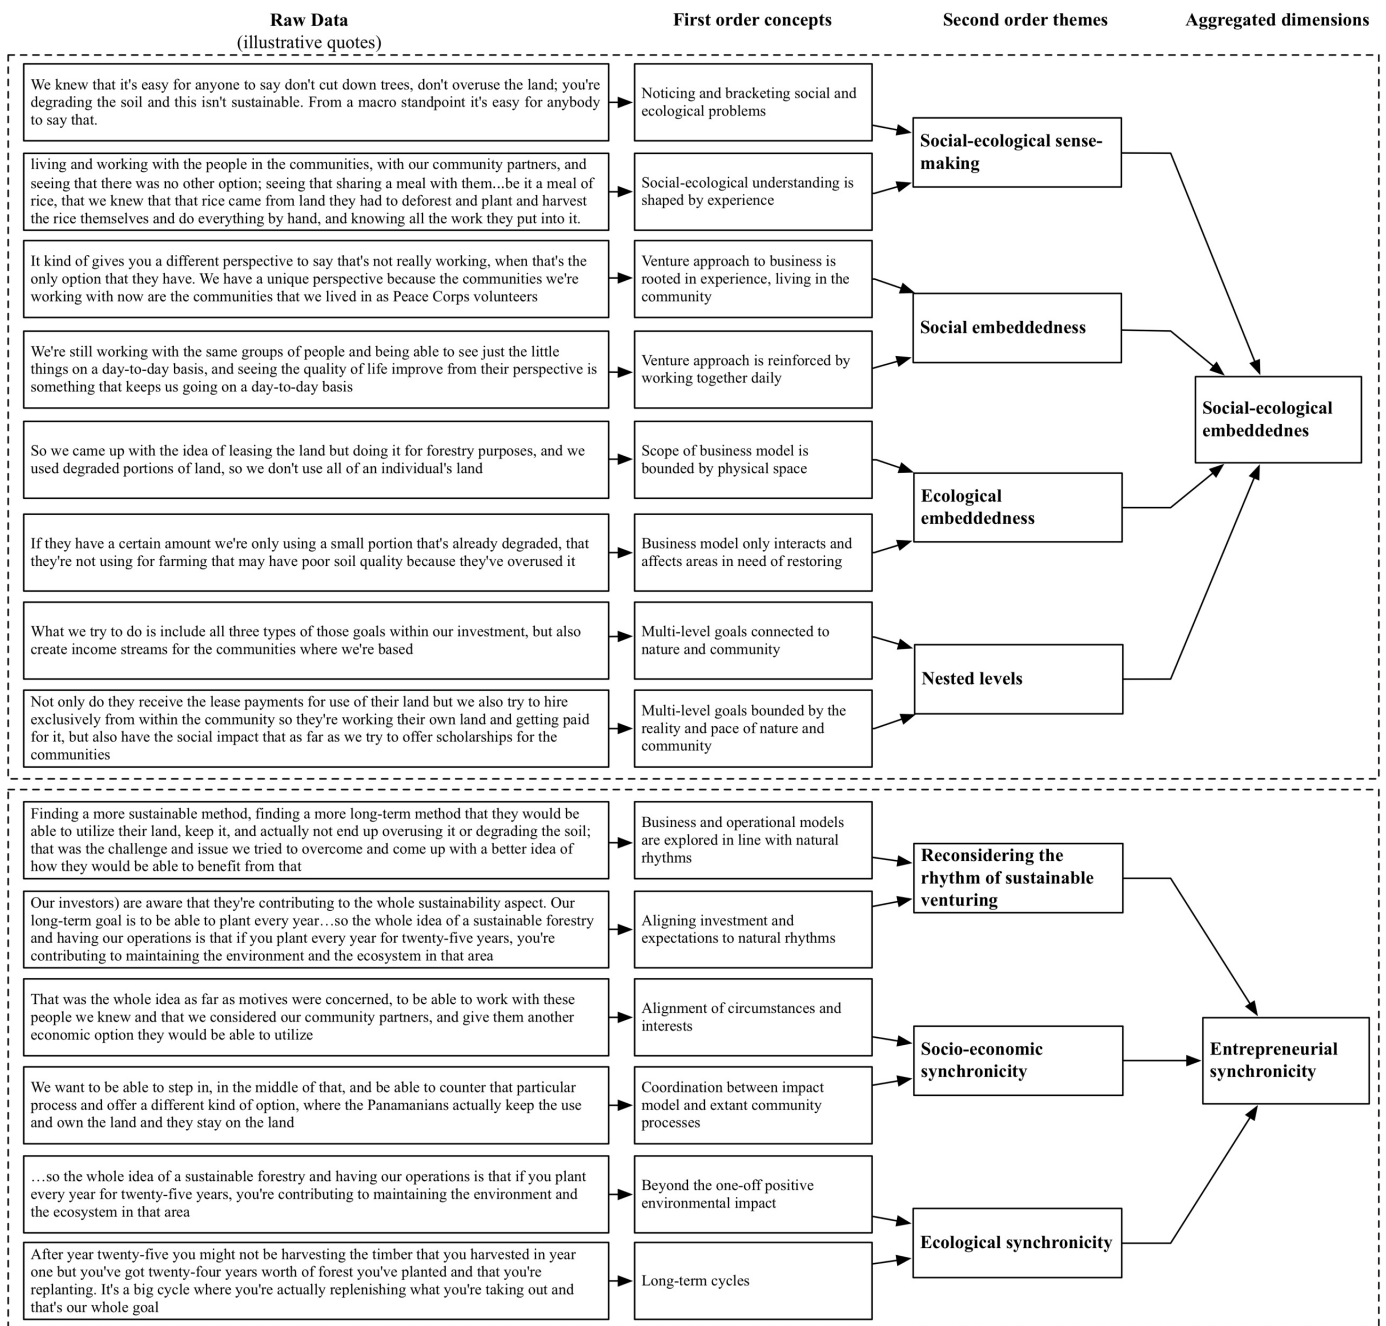 Raw Data
(illustrative quotes)
First order concepts
Second order themes
Aggregated dimensions
We knew that it's easy for anyone to say don't cut down trees, don't overuse the land; you're
degrading the soil and this isn't sustainable. From a macro standpoint it's easy for anybody
to say that.
Noticing and bracketing social and
ecological problems
living and working with the people in the communities, with our community partners, and
seeing that there was no other option; seeing that sharing a meal with them...be it a meal of
rice, that we knew that that rice came from land they had to deforest and plant and harvest
the rice themselves and do everything by hand, and knowing all the work they put into it.
Social-ecological understanding is
shaped by experience
Social-ecological sense-
making
It kind of gives you a different perspective to say that's not really working, when that's the
only option that they have. We have a unique perspective because the communities we're
working with now are the communities that we lived in as Peace Corps volunteers
Venture approach to business is
rooted in experience, living in the
community
We're still working with the same groups of people and being able to see just the little
things on a day-to-day basis, and seeing the quality of life improve from their perspective is
something that keeps us going on a day-to-day basis
Venture approach is reinforced by
working together daily
Social embeddedness
So we came up with the idea of leasing the land but doing it for forestry purposes, and we
used degraded portions of land, so we don't use all of an individual's land
Scope of business model is
bounded by physical space
If they have a certain amount we're only using a small portion that's already degraded, that
they're not using for farming that may have poor soil quality because they've overused it
Business model only interacts and
affects areas in need of restoring
Ecological
embeddedness
What we try to do is include all three types of those goals within our investment, but also
create income streams for the communities where we're based
Multi-level goals connected to
nature and community
Not only do they receive the lease payments for use of their land but we also try to hire
exclusively from within the community so they're working their own land and getting paid
for it, but also have the social impact that as far as we try to offer scholarships for the
communities
Multi-level goals bounded by the
reality and pace of nature and
community
Nested levels
Social-ecological
embeddednes
Finding a more sustainable method, finding a more long-term method that they would be
able to utilize their land, keep it, and actually not end up overusing it or degrading the soil;
that was the challenge and issue we tried to overcome and come up with a better idea of
how they would be able to benefit from that
Business and operational models
are explored in line with natural
rhythms
Our investors) are aware that they're contributing to the whole sustainability aspect. Our
long-term goal is to be able to plant every year…so the whole idea of a sustainable forestry
and having our operations is that if you plant every year for twenty-five years, you're
contributing to maintaining the environment and the ecosystem in that area
Aligning investment and
expectations to natural rhythms
Reconsidering the
rhythm of sustainable
venturing
That was the whole idea as far as motives were concerned, to be able to work with these
people we knew and that we considered our community partners, and give them another
economic option they would be able to utilize
Alignment of circumstances and
interests
We want to be able to step in, in the middle of that, and be able to counter that particular
process and offer a different kind of option, where the Panamanians actually keep the use
and own the land and they stay on the land
Coordination between impact
model and extant community
processes
Socio-economic
synchronicity
…so the whole idea of a sustainable forestry and having our operations is that if you plant
every year for twenty-five years, you're contributing to maintaining the environment and
the ecosystem in that area
Beyond the one-off positive
environmental impact
After year twenty-five you might not be harvesting the timber that you harvested in year
one but you've got twenty-four years worth of forest you've planted and that you're
replanting. It's a big cycle where you're actually replenishing what you're taking out and
that's our whole goal
Long-term cycles
Ecological synchronicity
Entrepreneurial
synchronicity